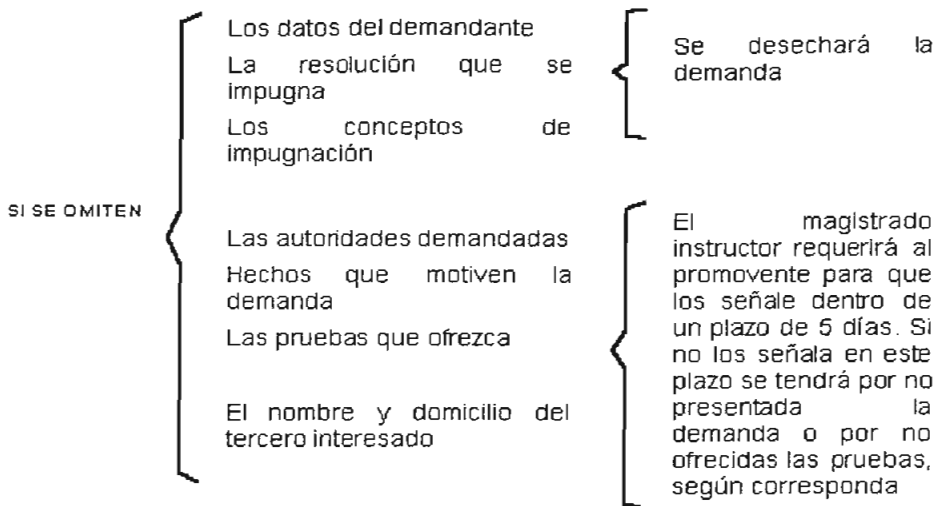 SI SE OMITEN
Los datos del demandante
La resolución que se
impugna
Los conceptos de
impugnación
Se desechará la
demanda
Las autoridades demandadas
Hechos que motiven la
demanda
Las pruebas que ofrezca
El nombre y domicilio del
tercero interesado
El magistrado
instructor requerirá al
promovente para que
los señale dentro de
un plazo de 5 días. Si
no los señala en este
plazo se tendrá por no
presentada la
demanda o por no
ofrecidas las pruebas,
según corresponda